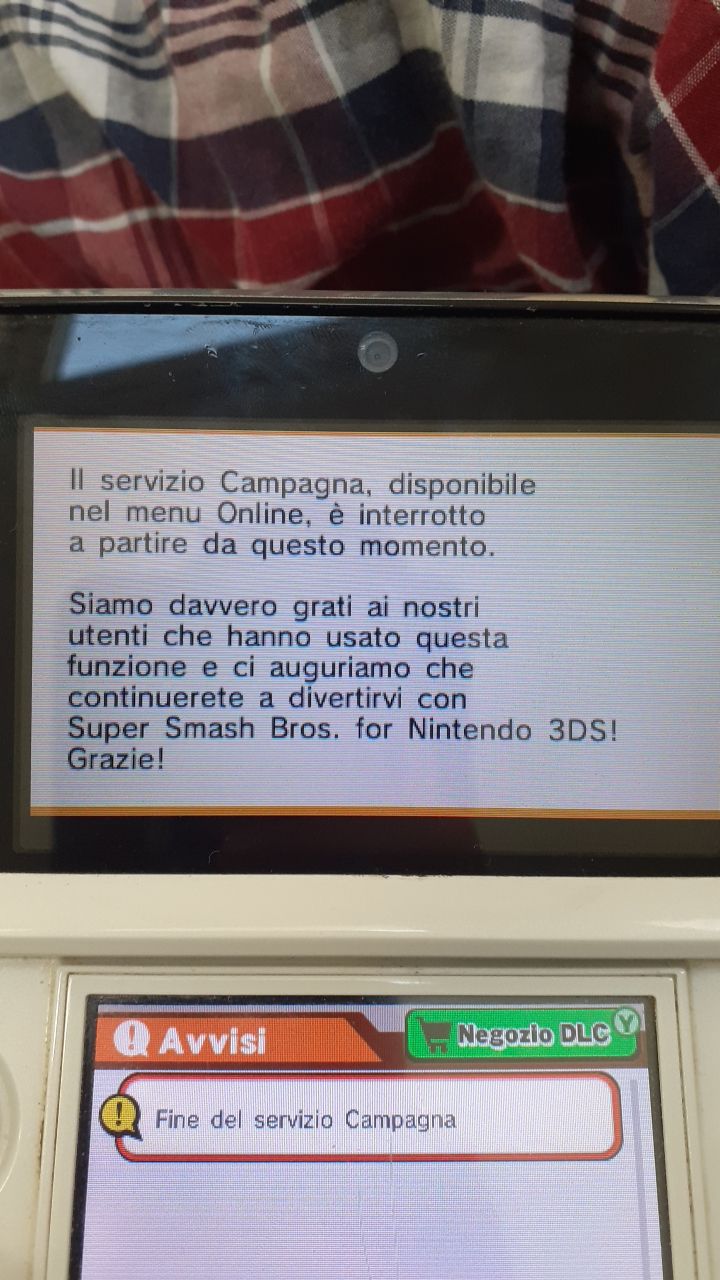 Il servizio Campagna, disponibile
nel menu Online, è interrotto
a partire da questo momento.
Siamo davvero grati ai nostri
utenti che hanno usato questa
funzione e ci auguriamo che
continuerete a divertirvi con
Super Smash Bros. for Nintendo 3DS!
Grazie!
Avvisi
Negozio DLC Y
Fine del servizio Campagna